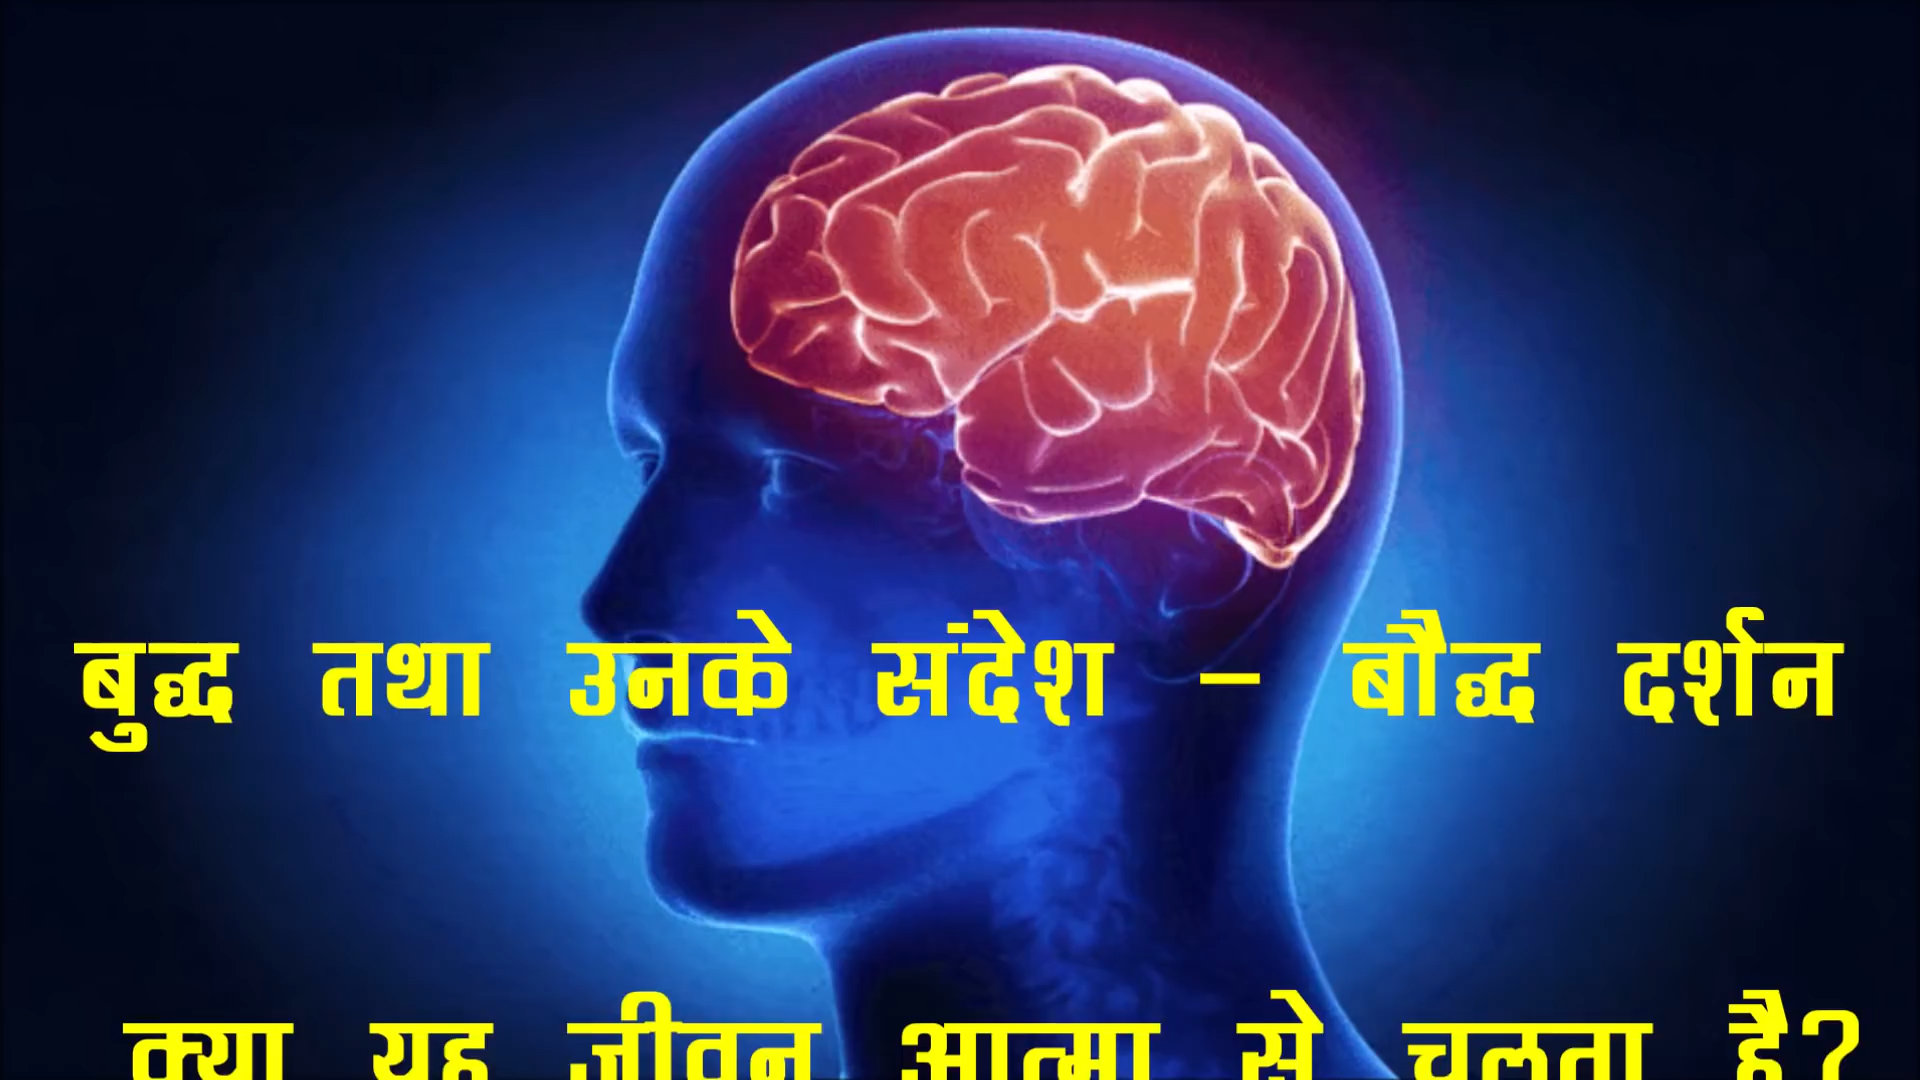 बुद्ध तथा उनके संदेश - बौद्ध दर्शन
क्या यह जीवन आत्मा से चलता है?